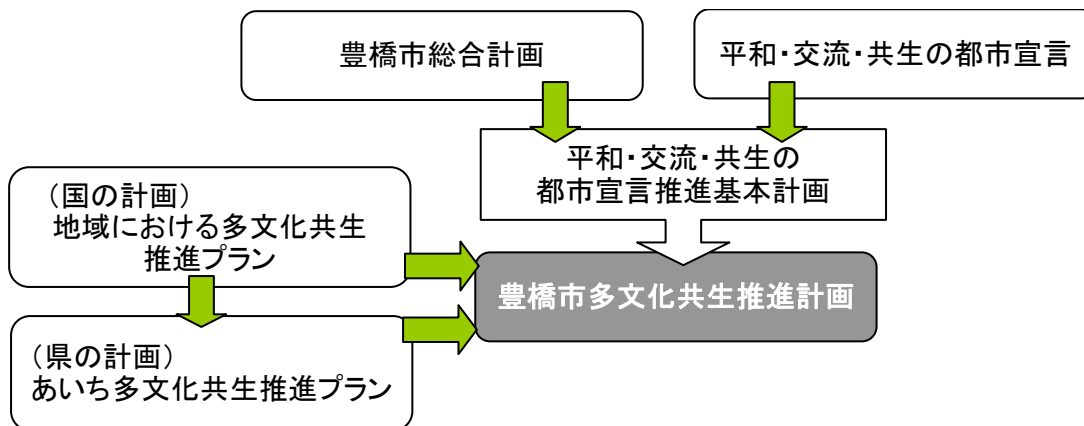 豊橋市総合計画
平和・交流・共生の都市宣言
平和・交流・共生の
都市宣言推進基本計画
（国の計画）
地域における多文化共生
推進プラン
豊橋市多文化共生推進計画
（県の計画）
あいち多文化共生推進プラン